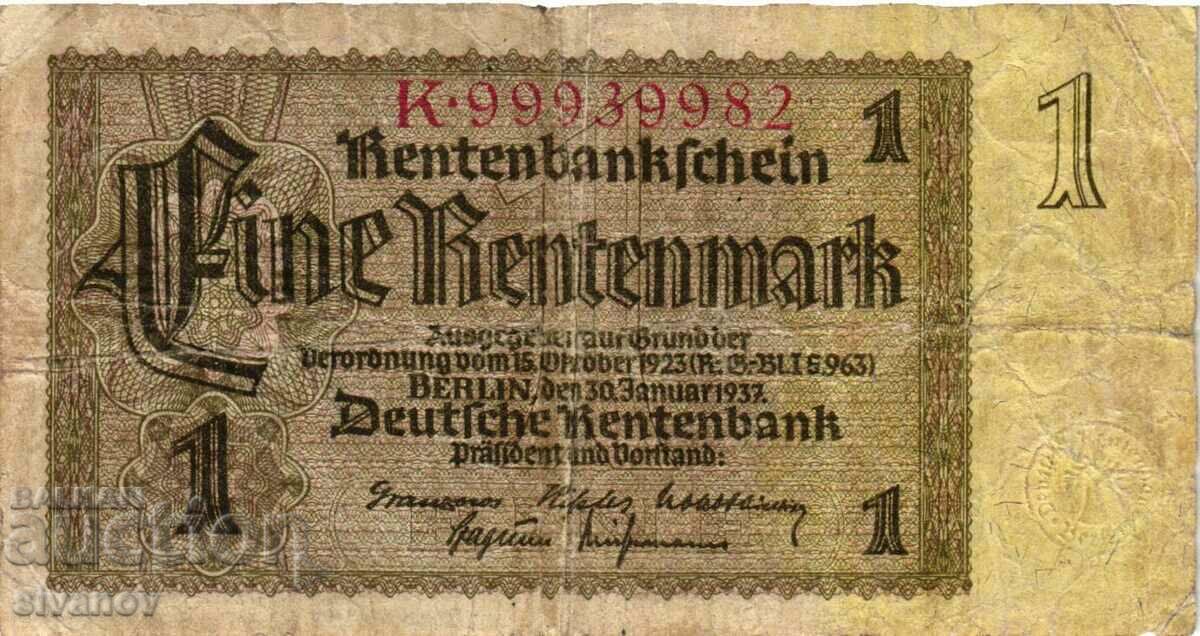 K·99939982
1
1
Rentenbankschein
Eine Rentenmark
Ausgegeben auf Grund der
Verordnung vom 15. Oktober 1923 (R.-G.-Bl. I S. 963)
BERLIN, den 30. Januar 1937.
Deutsche Rentenbank
Präsident und Vorstand:
1
1
BALKAN
auction
sivanov